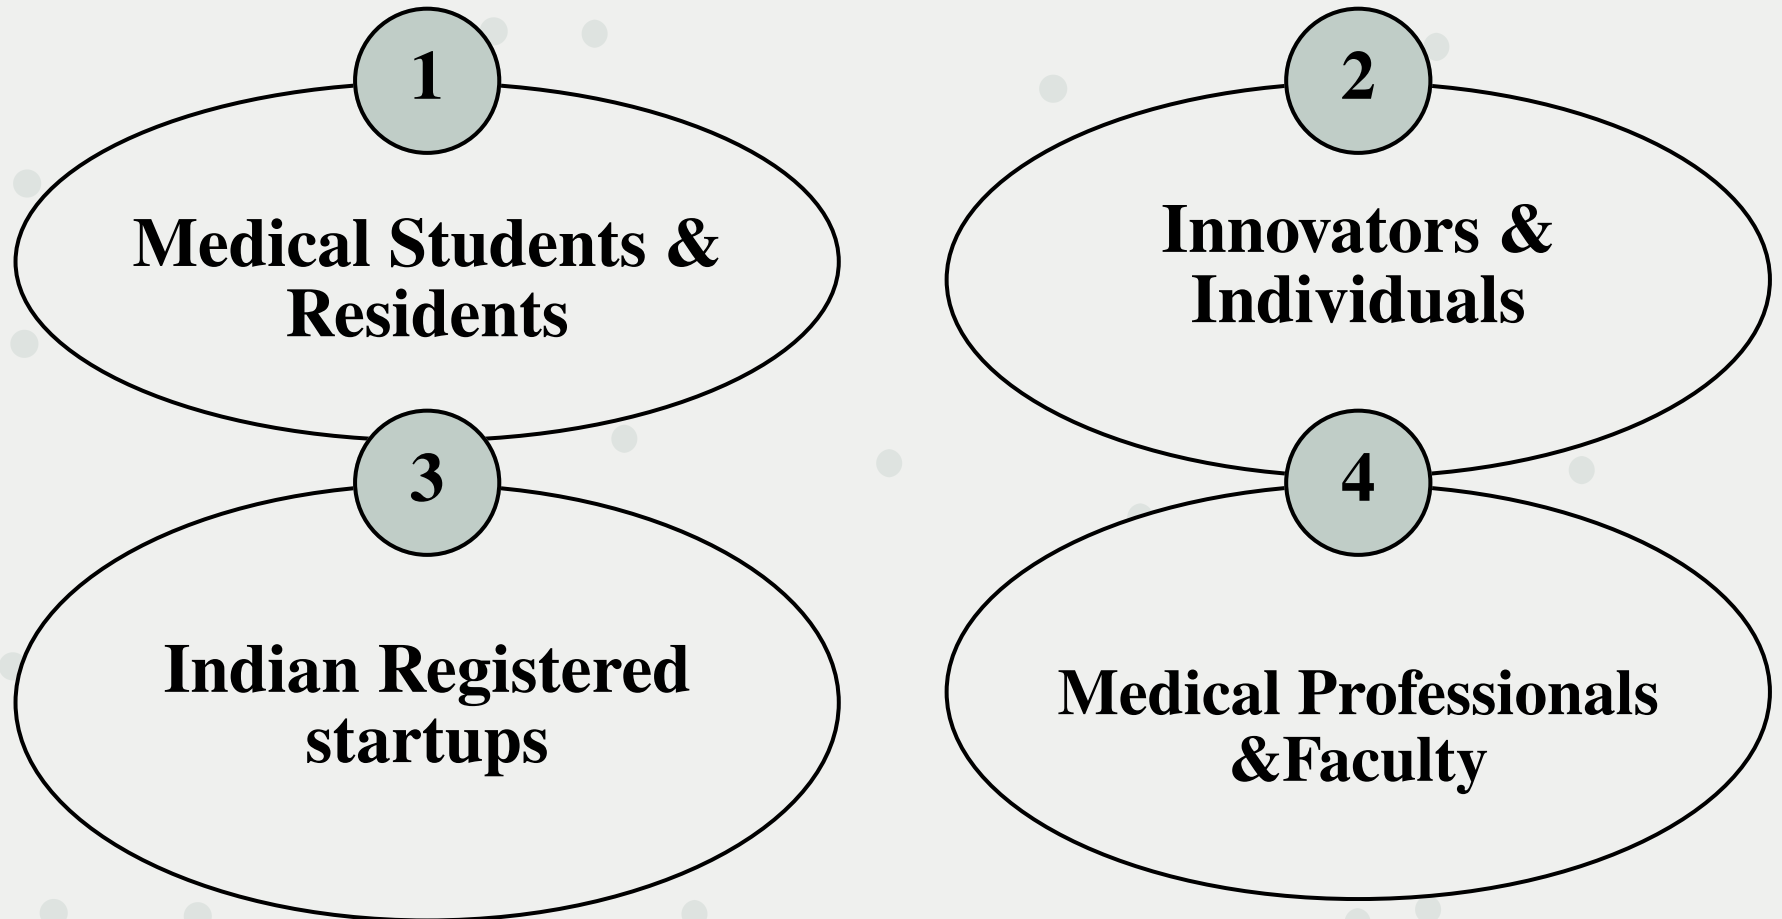 1
Medical Students &
Residents
2
Innovators &
Individuals
3
Indian Registered
startups
4
Medical Professionals
&Faculty